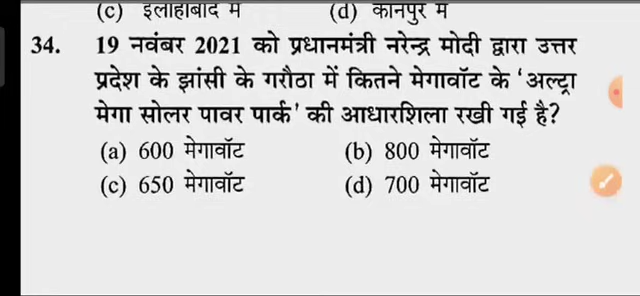 (c) इलाहाबाद में (d) कानपुर में
34. 19 नवंबर 2021 को प्रधानमंत्री नरेन्द्र मोदी द्वारा उत्तर
प्रदेश के झांसी के गरौठा में कितने मेगावॉट के ‘अल्ट्रा
मेगा सोलर पावर पार्क’ की आधारशिला रखी गई है?
(a) 600 मेगावॉट (b) 800 मेगावॉट
(c) 650 मेगावॉट (d) 700 मेगावॉट